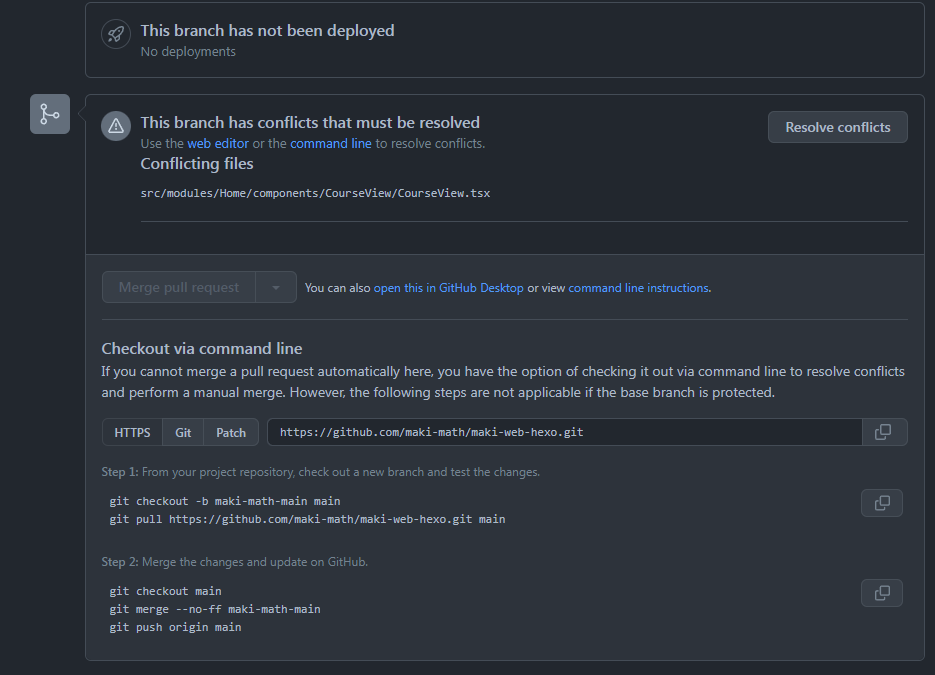 This branch has not been deployed
No deployments
This branch has conflicts that must be resolved
Resolve conflicts
Use the web editor or the command line to resolve conflicts.
Conflicting files
src/modules/Home/components/CourseView/CourseView.tsx
Merge pull request
You can also open this in GitHub Desktop or view command line instructions.
Checkout via command line
If you cannot merge a pull request automatically here, you have the option of checking it out via command line to resolve conflicts
and perform a manual merge. However, the following steps are not applicable if the base branch is protected.
HTTPS Git Patch https://github.com/maki-math/maki-web-hexo.git
Step 1: From your project repository, check out a new branch and test the changes.
git checkout -b maki-math-main main
git pull https://github.com/maki-math/maki-web-hexo.git main
Step 2: Merge the changes and update on GitHub.
git checkout main
git merge --no-ff maki-math-main
git push origin main